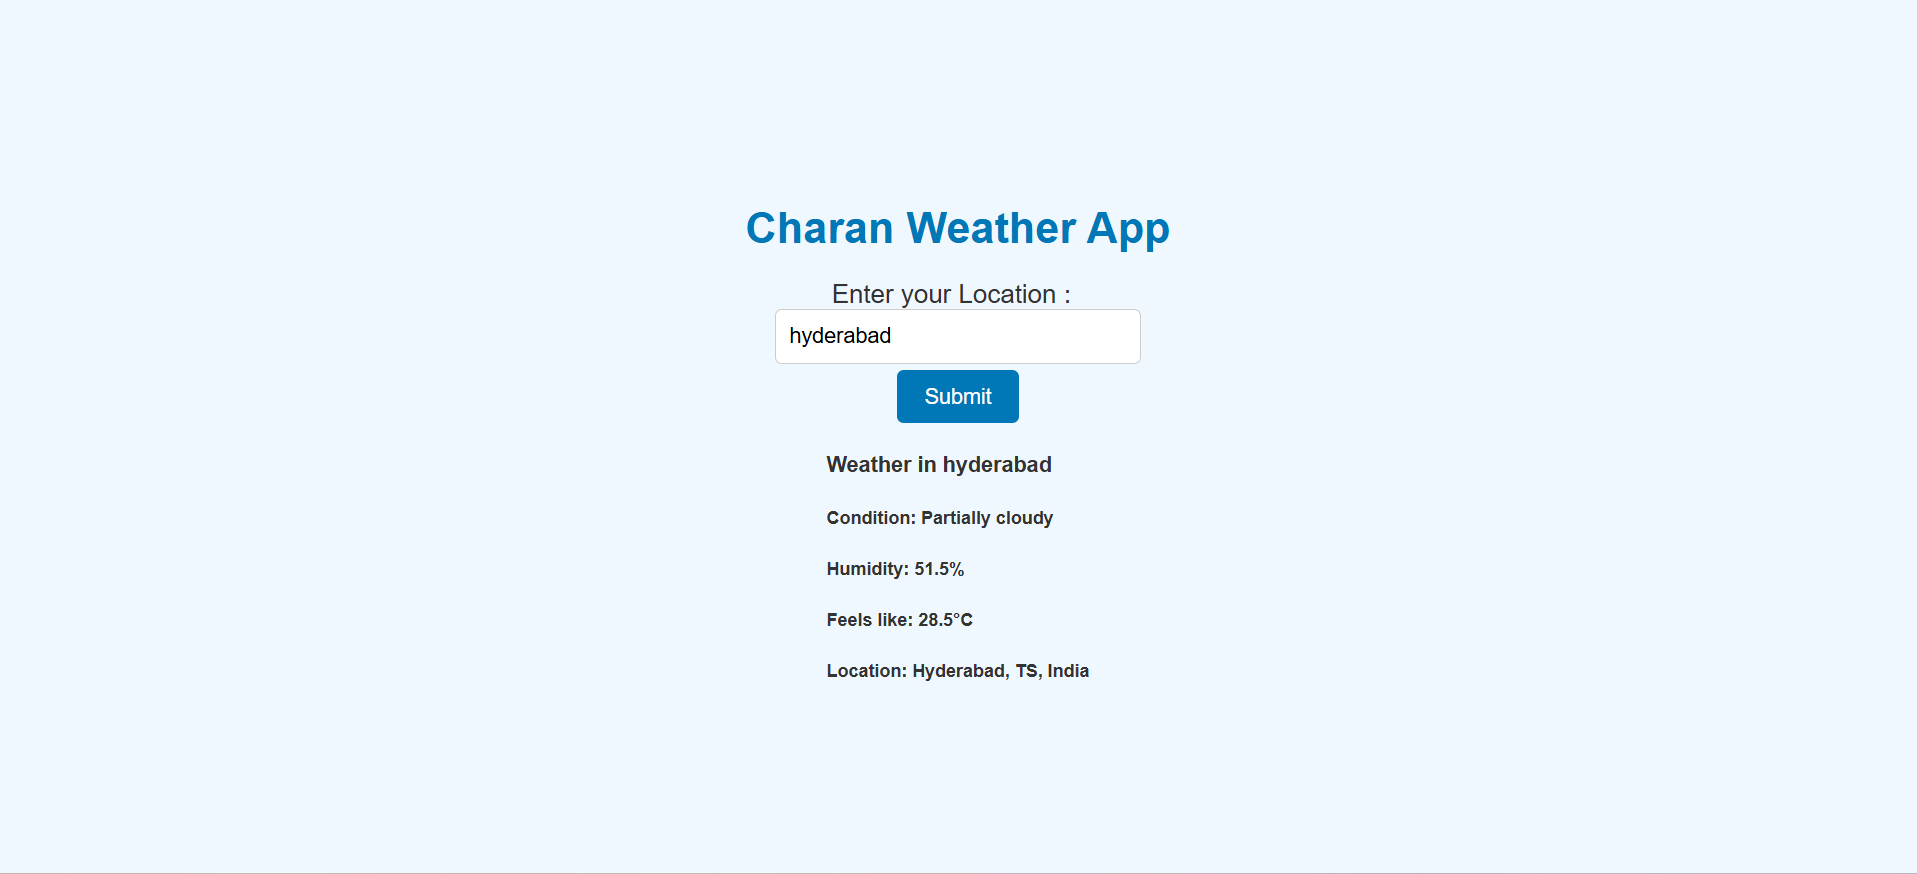 Charan Weather App
Enter your Location :
hyderabad
Submit
Weather in hyderabad
Condition: Partially cloudy
Humidity: 51.5%
Feels like: 28.5°C
Location: Hyderabad, TS, India